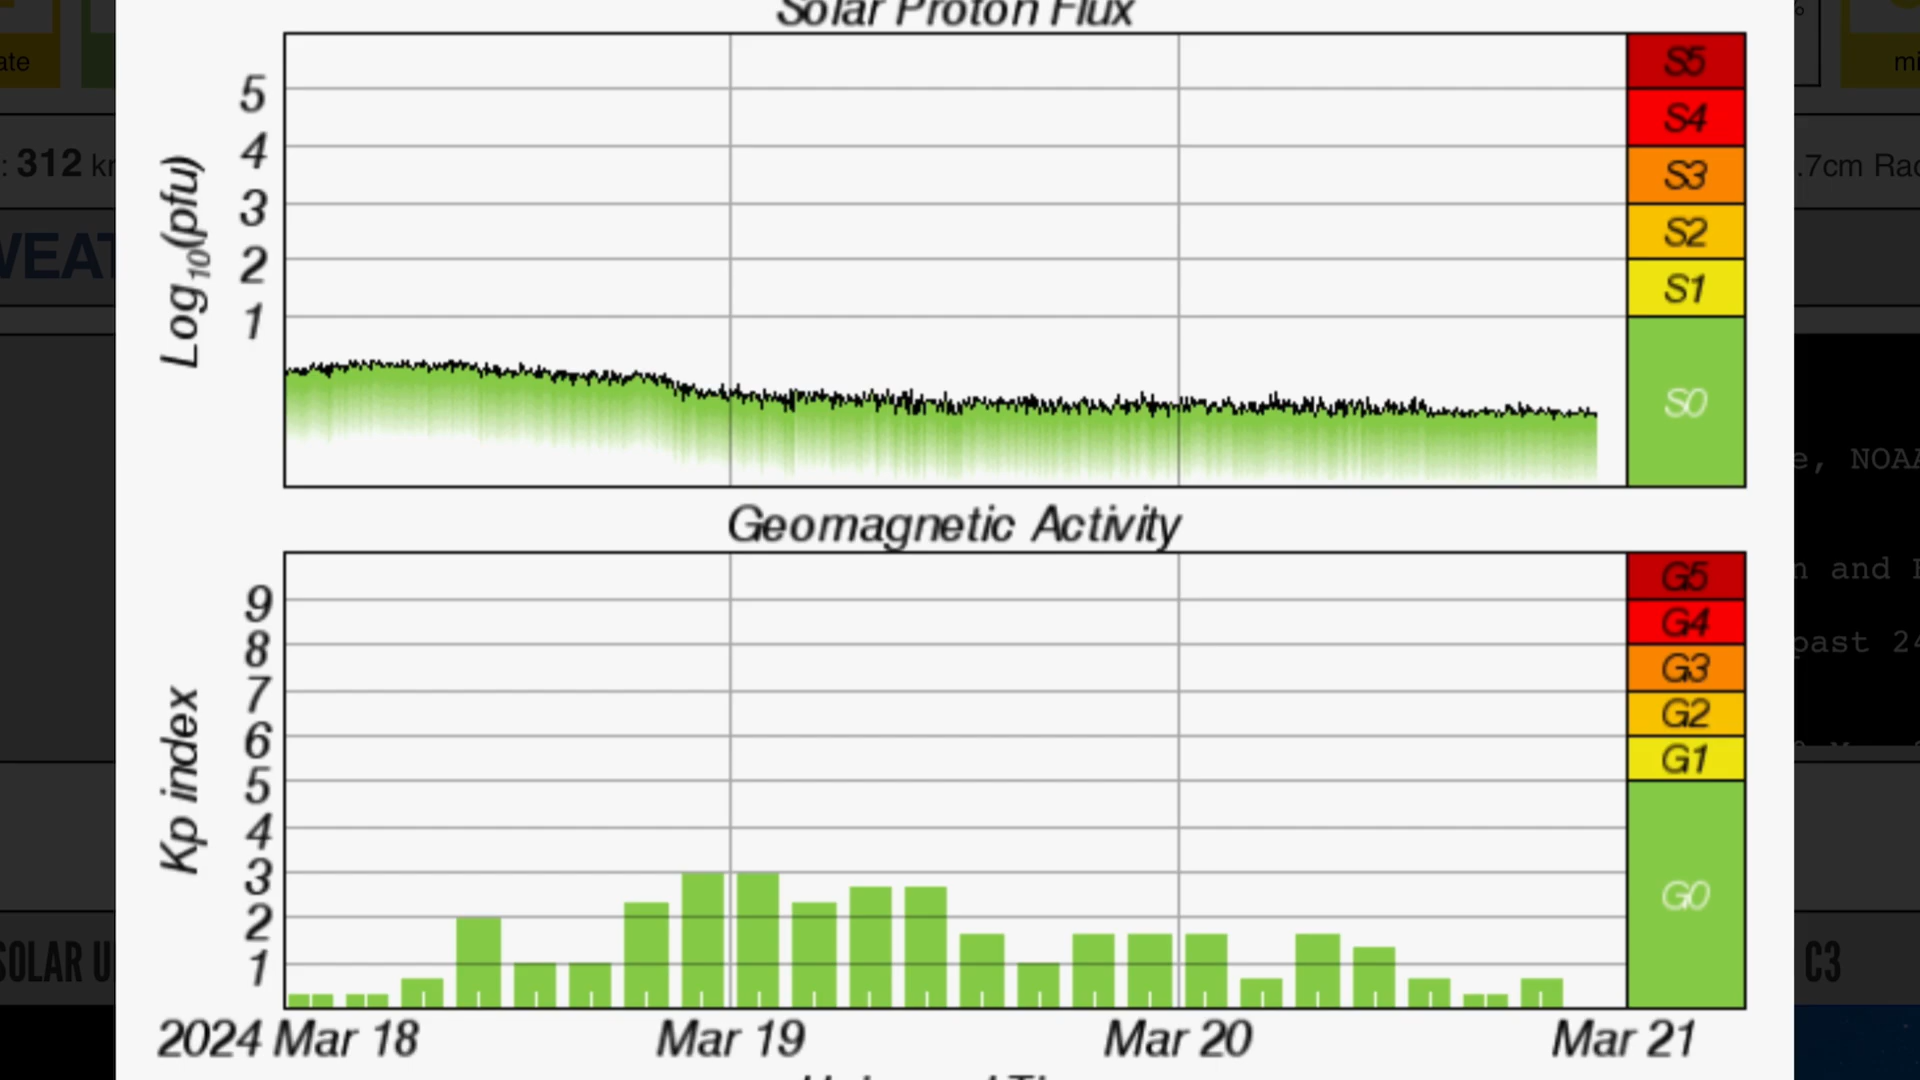 Solar Proton Flux
ate
S5
5
S4
4
: 312
.7cm
S3
3
S2
2
S1
1
Log10(pfu)
S0
e, NOAA
Geomagnetic Activity
G5
n and
9
G4
8
past 24
G3
7
G2
6
G1
5
4
3
G0
2
1
Kp index
SOLAR
C3
2024 Mar 18 Mar 19 Mar 20 Mar 21